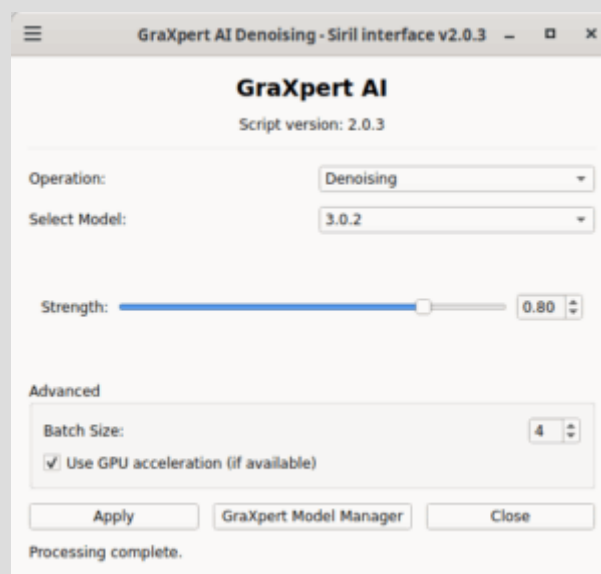 GraXpert AI Denoising - Siril interface v2.0.3
GraXpert AI
Script version: 2.0.3
Operation: Denoising
Select Model: 3.0.2
Strength: 0.80
Advanced
Batch Size: 4
Use GPU acceleration (if available)
Apply GraXpert Model Manager Close
Processing complete.